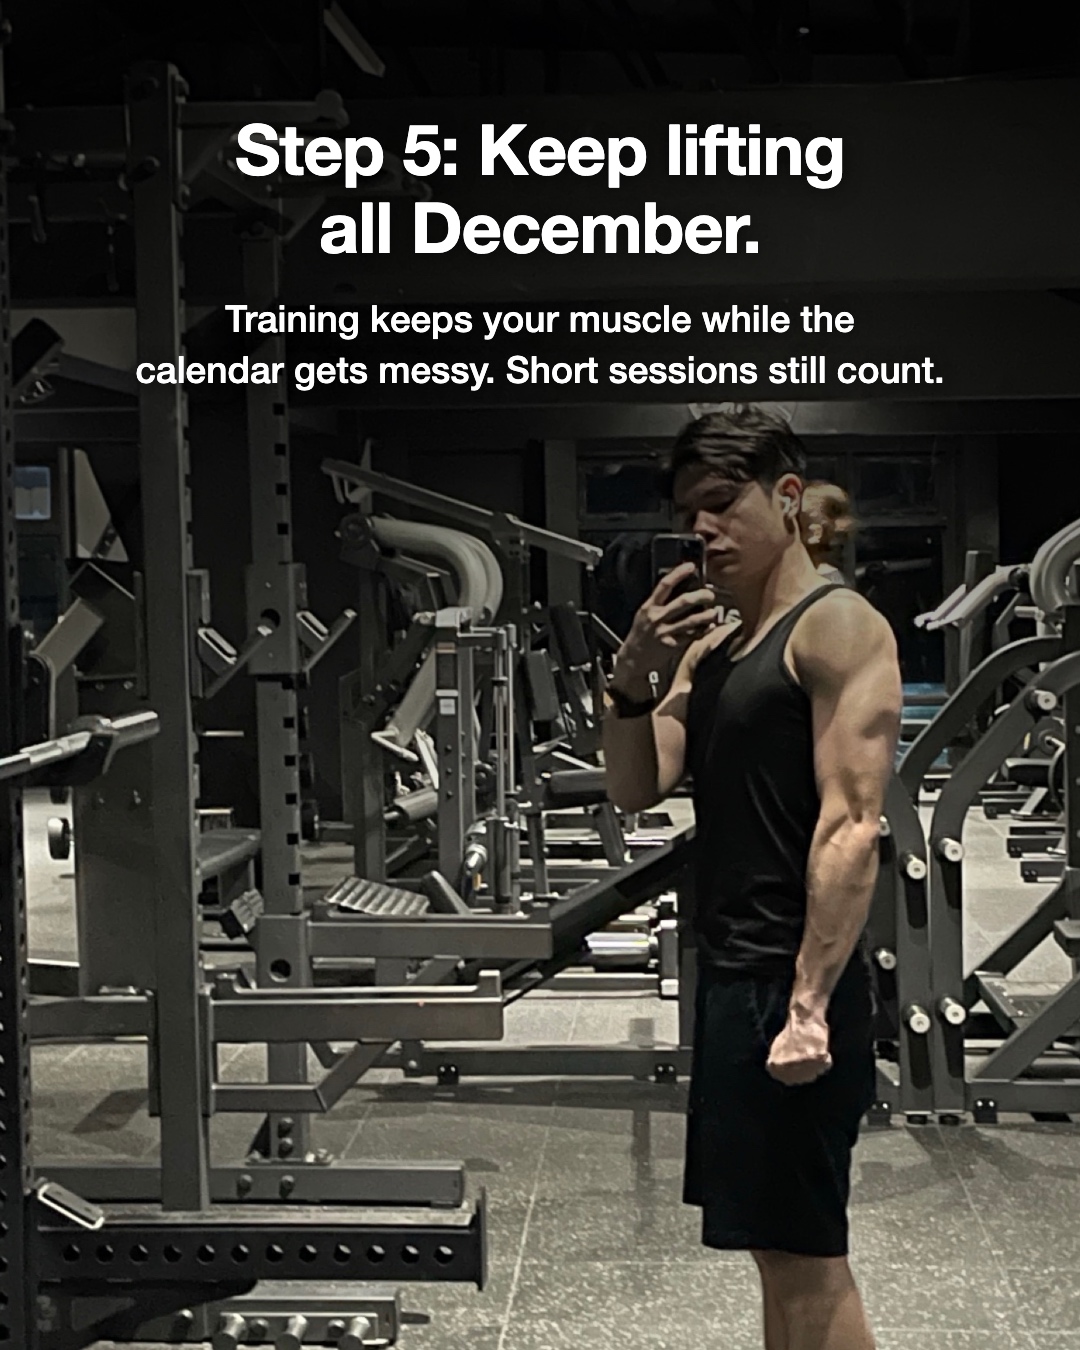 Step 5: Keep lifting
all December.
Training keeps your muscle while the
calendar gets messy. Short sessions still count.